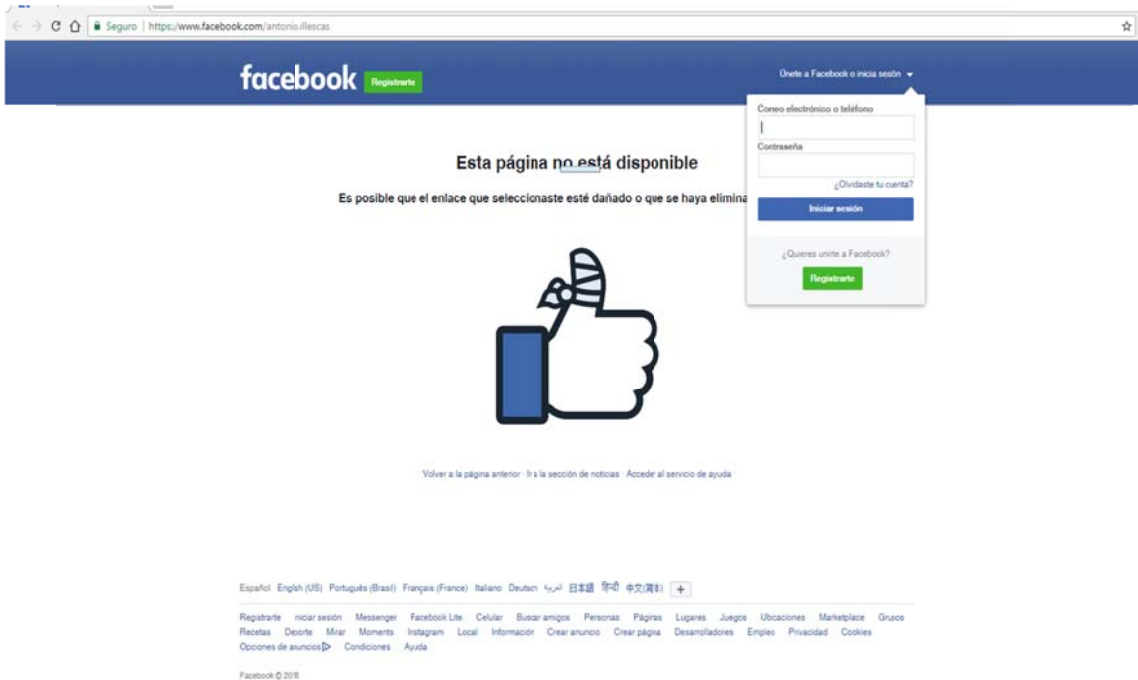 Seguro | https://www.facebook.com/antonio.illescas
facebook Registrarte
Únete a Facebook o inicia sesión
Correo electrónico o teléfono
Contraseña
¿Olvidaste tu cuenta?
Iniciar sesión
¿Quieres unirte a Facebook?
Registrarte
Esta página no está disponible
Es posible que el enlace que seleccionaste esté dañado o que se haya elimina
Volver a la página anterior · Ir a la sección de noticias · Acceder al servicio de ayuda
Español English (US) Português (Brasil) Français (France) Italiano Deutsch العربية 日本語 हिन्दी 中文(简体) +
Registrarte niciar sesión Messenger Facebook Lite Celular Buscar amigos Personas Páginas Lugares Juegos Ubicaciones Marketplace Grupos
Recetas Deporte Mirar Moments Instagram Local Información Crear anuncio Crear página Desarrolladores Empleo Privacidad Cookies
Opciones de anuncios Condiciones Ayuda
Facebook © 2018